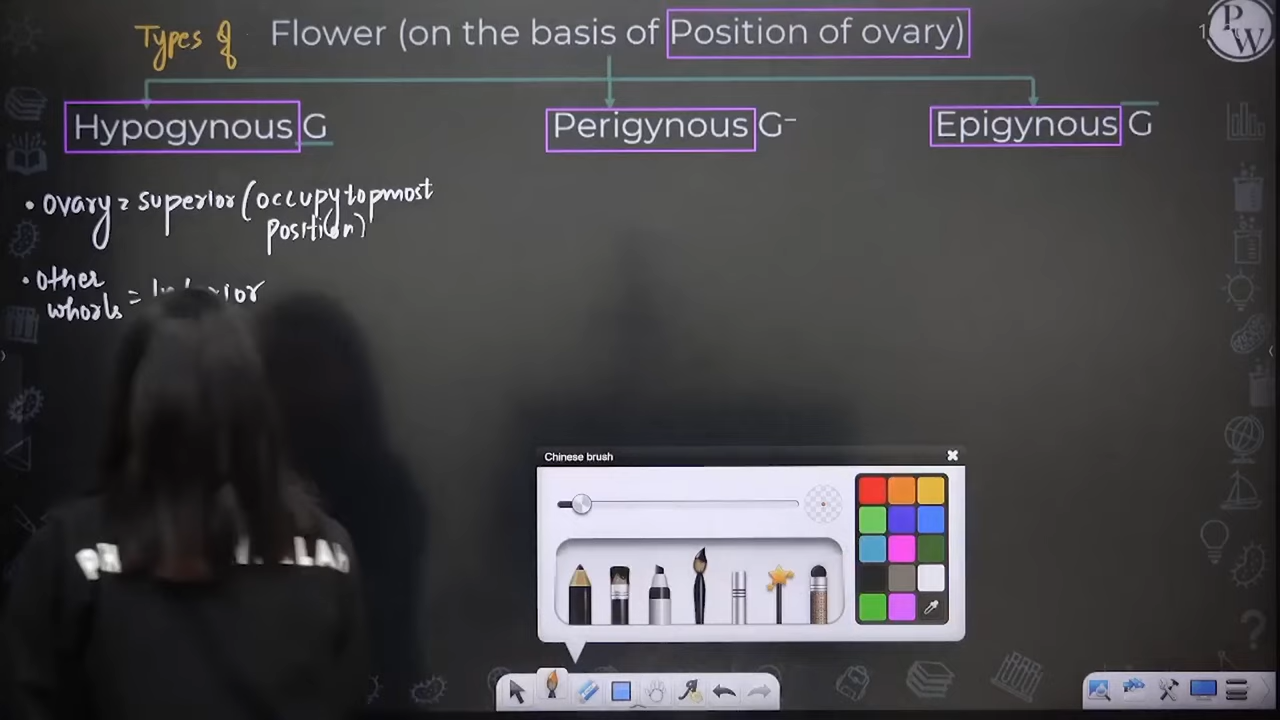 Types of Flower (on the basis of Position of ovary)
Hypogynous G
Perigynous G-
Epigynous G
• ovary = superior (occupy topmost
position)
• other
whorls =
Chinese brush
PW